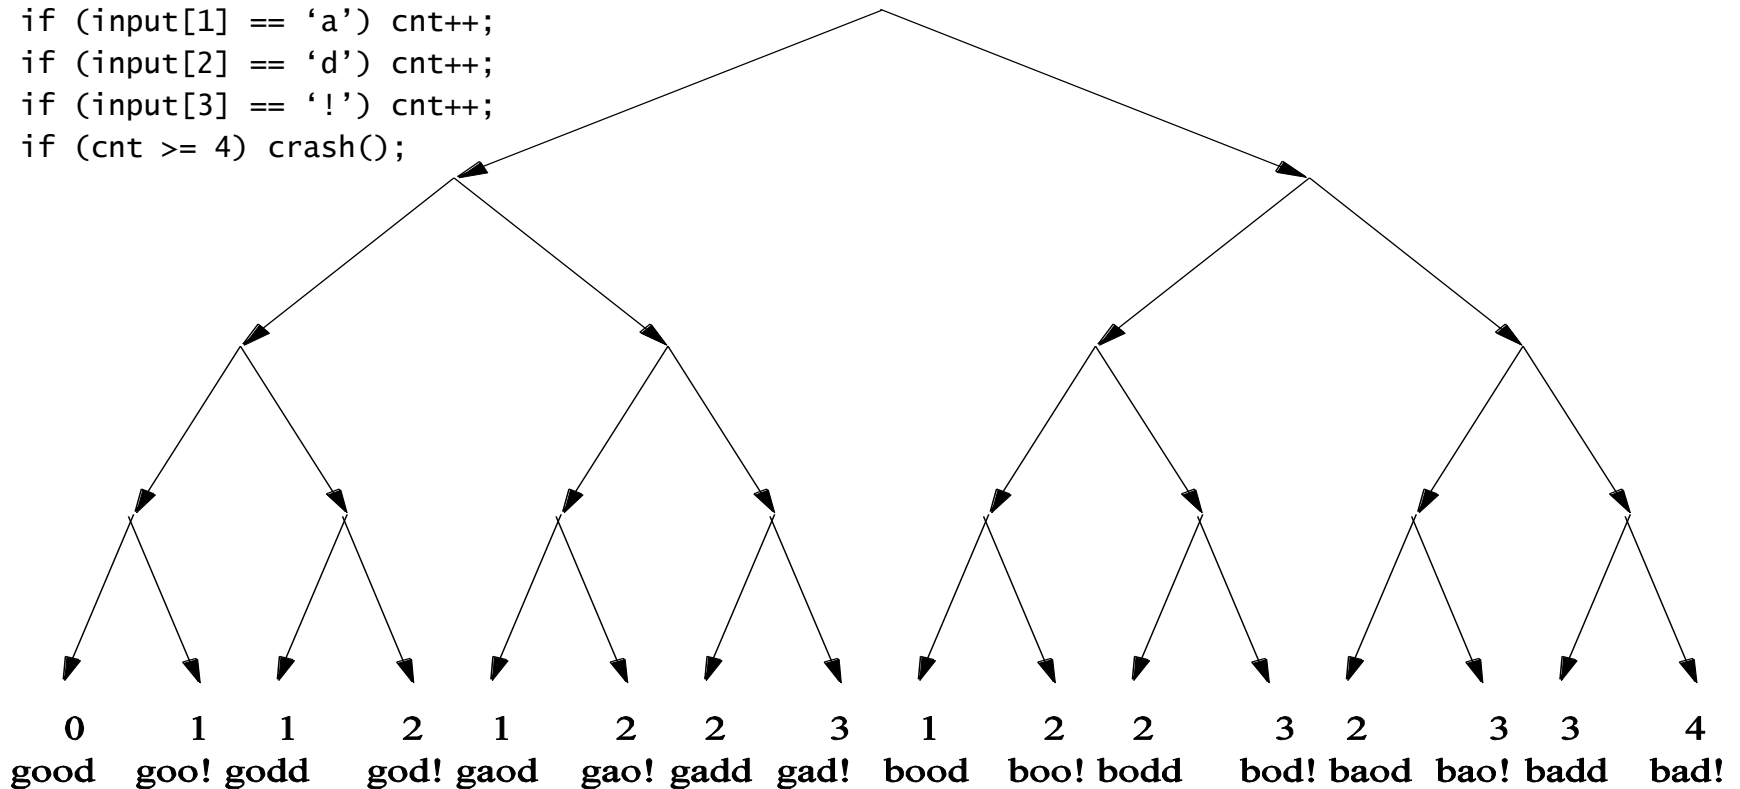 if (input[1] == ‘a’) cnt++;
if (input[2] == ‘d’) cnt++;
if (input[3] == ‘!’) cnt++;
if (cnt >= 4) crash();
0 1 1 2 1 2 2 3 1 2 2 3 2 3 3 4
good goo! godd god! gaod gao! gadd gad! bood boo! bodd bod! baod bao! badd bad!